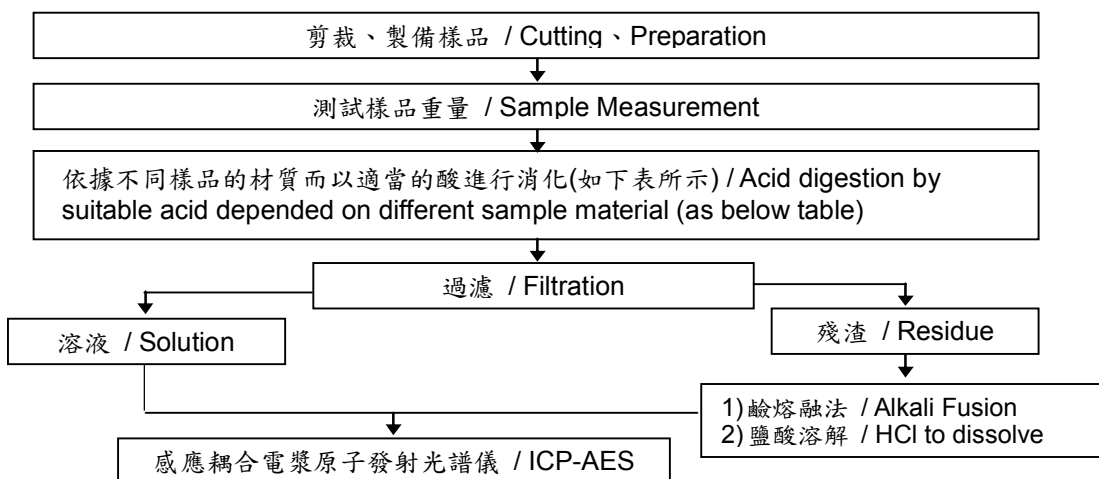 剪裁、製備樣品 / Cutting、Preparation
測試樣品重量 / Sample Measurement
依據不同樣品的材質而以適當的酸進行消化(如下表所示) / Acid digestion by
suitable acid depended on different sample material (as below table)
過濾 / Filtration
溶液 / Solution
殘渣 / Residue
1)鹼熔融法 / Alkali Fusion
2)鹽酸溶解 / HCl to dissolve
感應耦合電漿原子發射光譜儀 / ICP-AES